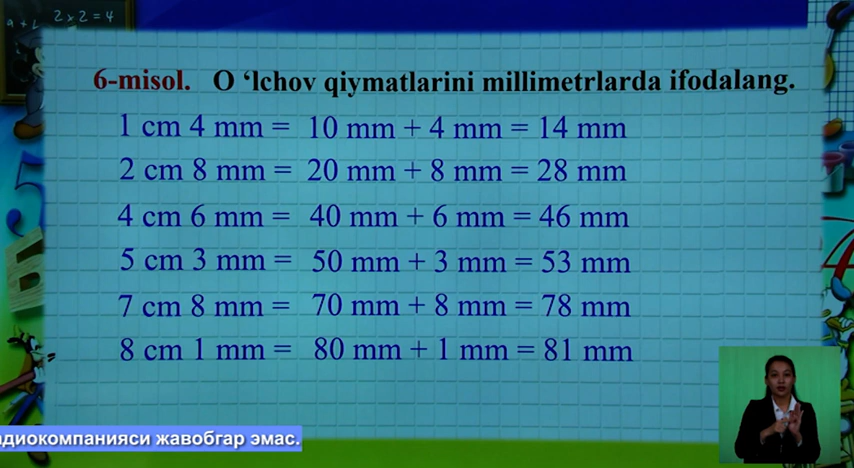 2 x 2 = 4
6-misol. O ‘lchov qiymatlarini millimetrlarda ifodalang.
1 cm 4 mm = 10 mm + 4 mm = 14 mm
2 cm 8 mm = 20 mm + 8 mm = 28 mm
4 cm 6 mm = 40 mm + 6 mm = 46 mm
5 cm 3 mm = 50 mm + 3 mm = 53 mm
7 cm 8 mm = 70 mm + 8 mm = 78 mm
8 cm 1 mm = 80 mm + 1 mm = 81 mm
адиокомпанияси жавобгар эмас.